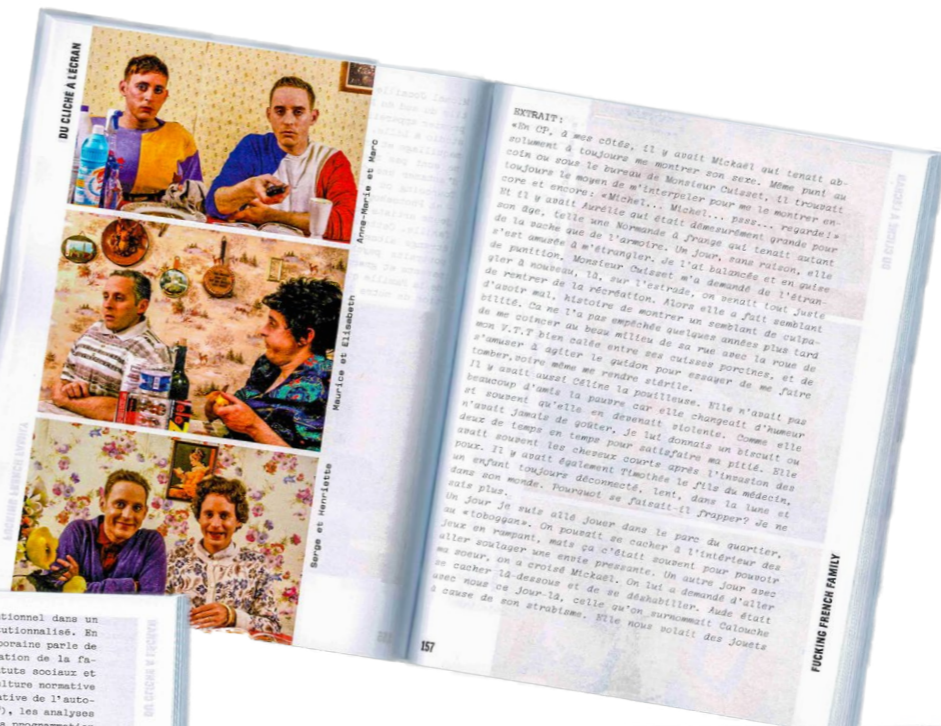 DU CLICHÉ À L'ÉCRAN
Anne-Marie et Marc
Maurice et Elisabeth
Serge et Henriette
EXTRAIT:
«En CP, à mes côtés, il y avait Mickaël qui tenait ab-
solument à toujours me montrer son sexe. Même puni au
coin ou sous le bureau de Monsieur Cuisset, il trouvait
toujours le moyen de m'interpeler pour me le montrer en-
core et encore: «Michel... Michel... psss... regarde!»
Et il y avait Aurélie qui était démesurément grande pour
son âge, telle une Normande à frange qui tenait autant
de la vache que de l'armoire. Un jour, sans raison, elle
s'est amusée à m'étrangler. Je l'ai balancée et en guise
de punition, Monsieur Cuisset m'a demandé de l'étran-
gler à nouveau, là, sur l'estrade, on venait tout juste
de rentrer de la récréation. Alors elle a fait semblant
d'avoir mal, histoire de montrer un semblant de culpa-
bilité. Ca ne l'a pas empêchée quelques années plus tard
de me coincer au beau milieu de sa rue avec la roue de
mon V.T.T bien calée entre ses cuisses porcines, et de
s'amuser à agiter le guidon pour essayer de me faire
tomber, voire même me rendre stérile.
Il y avait aussi Céline la pouilleuse. Elle n'avait pas
beaucoup d'amis la pauvre car elle changeait d'humeur
si souvent qu'elle en devenait violente. Comme elle
n'avait jamais de goûter, je lui donnais un biscuit ou
deux de temps en temps pour satisfaire ma pitié. Elle
avait souvent les cheveux courts après l'invasion des
poux. Il y avait également Timothée le fils du médecin,
un enfant toujours déconnecté, lent, dans la lune et
dans son monde. Pourquoi se faisait-il frapper? Je ne
sais plus.
Un jour je suis allé jouer dans le parc du quartier,
au «toboggan». On pouvait se cacher à l'intérieur des
jeux en rampant, mais ça c'était souvent pour pouvoir
aller soulager une envie pressante. Un autre jour avec
ma soeur, on a croisé Mickaël. On lui a demandé d'aller
se cacher là-dessous et de se déshabiller. Aude était
avec nous ce jour-là, celle qu'on surnommait Calouche
à cause de son strabisme. Elle nous volait des jouets
157
FUCKING FRENCH FAMILY
tionnel dans un
tutionnalisé. En
poraine parle de
ation de la fa-
tuts sociaux et
lture normative
ative de l'auto-
), les analyses
programmation